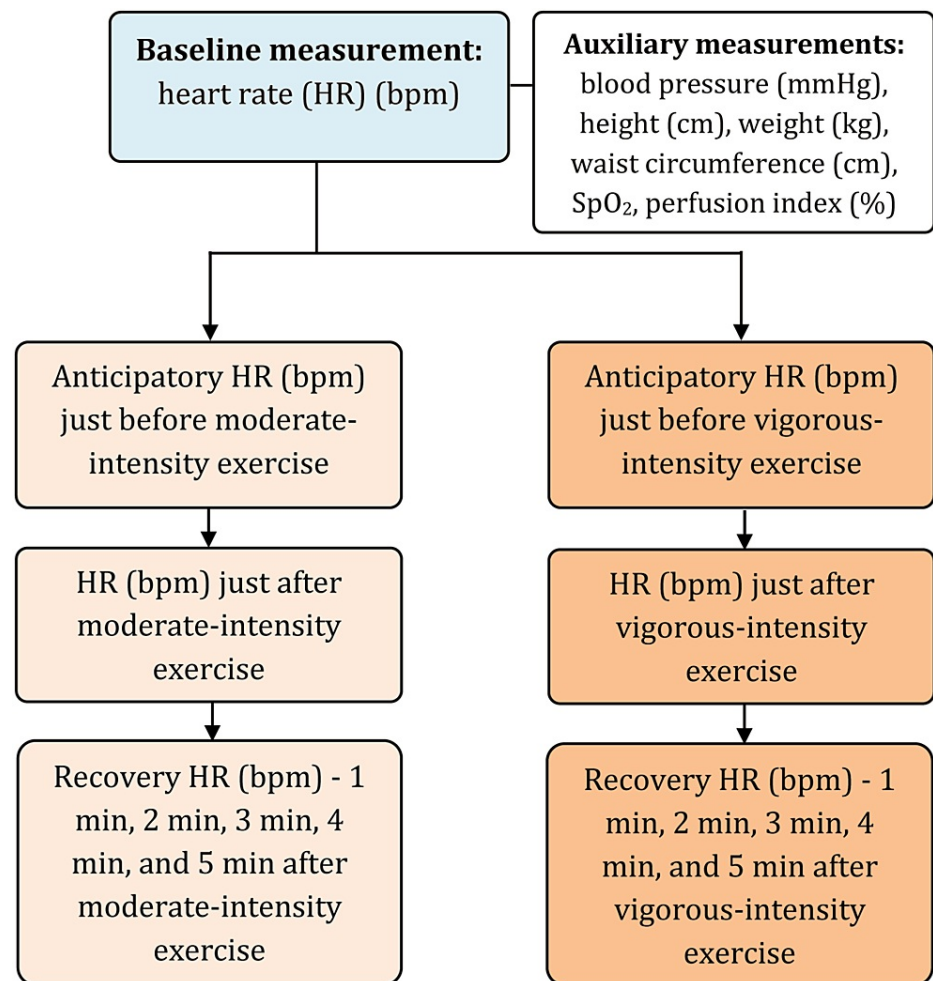 Baseline measurement:
heart rate (HR) (bpm)
Auxiliary measurements:
blood pressure (mmHg),
height (cm), weight (kg),
waist circumference (cm),
SpO₂, perfusion index (%)
Anticipatory HR (bpm)
just before moderate-
intensity exercise
Anticipatory HR (bpm)
just before vigorous-
intensity exercise
HR (bpm) just after
moderate-intensity
exercise
HR (bpm) just after
vigorous-intensity
exercise
Recovery HR (bpm) - 1
min, 2 min, 3 min, 4
min, and 5 min after
moderate-intensity
exercise
Recovery HR (bpm) - 1
min, 2 min, 3 min, 4
min, and 5 min after
vigorous-intensity
exercise